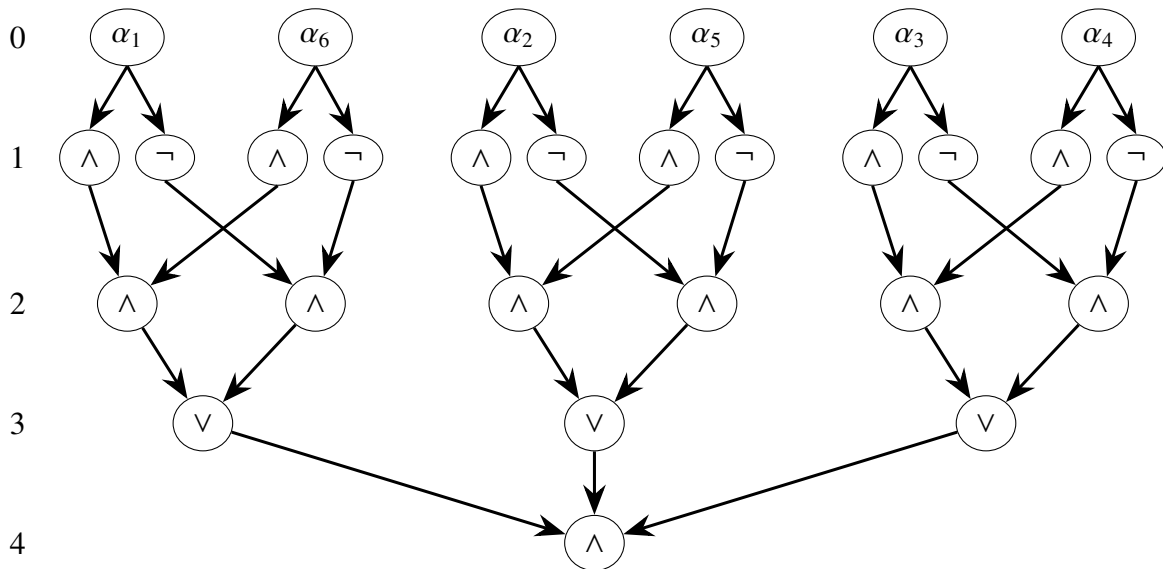 0 α₁ α₆ α₂ α₅ α₃ α₄
1 ∧ ¬ ∧ ¬ ∧ ¬ ∧ ¬ ∧ ¬ ∧ ¬
2 ∧ ∧ ∧ ∧ ∧ ∧
3 ∨ ∨ ∨
4 ∧